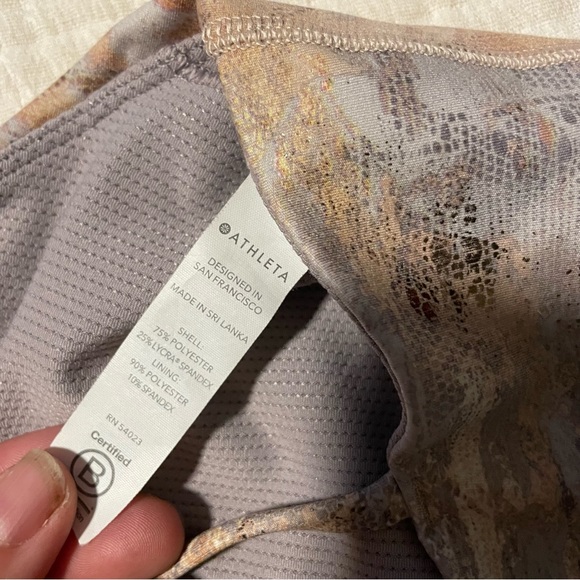 ATHLETA
DESIGNED IN
SAN FRANCISCO
MADE IN SRI LANKA
SHELL:
75% POLYESTER
25% LYCRA® SPANDEX
LINING:
90% POLYESTER
10% SPANDEX
RN 54023
Certified
B